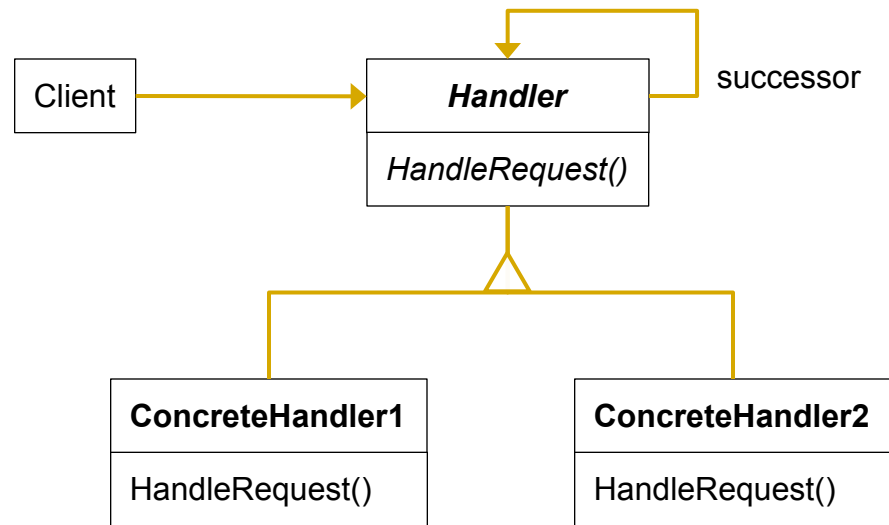 Client
Handler
successor
HandleRequest()
ConcreteHandler1
HandleRequest()
ConcreteHandler2
HandleRequest()